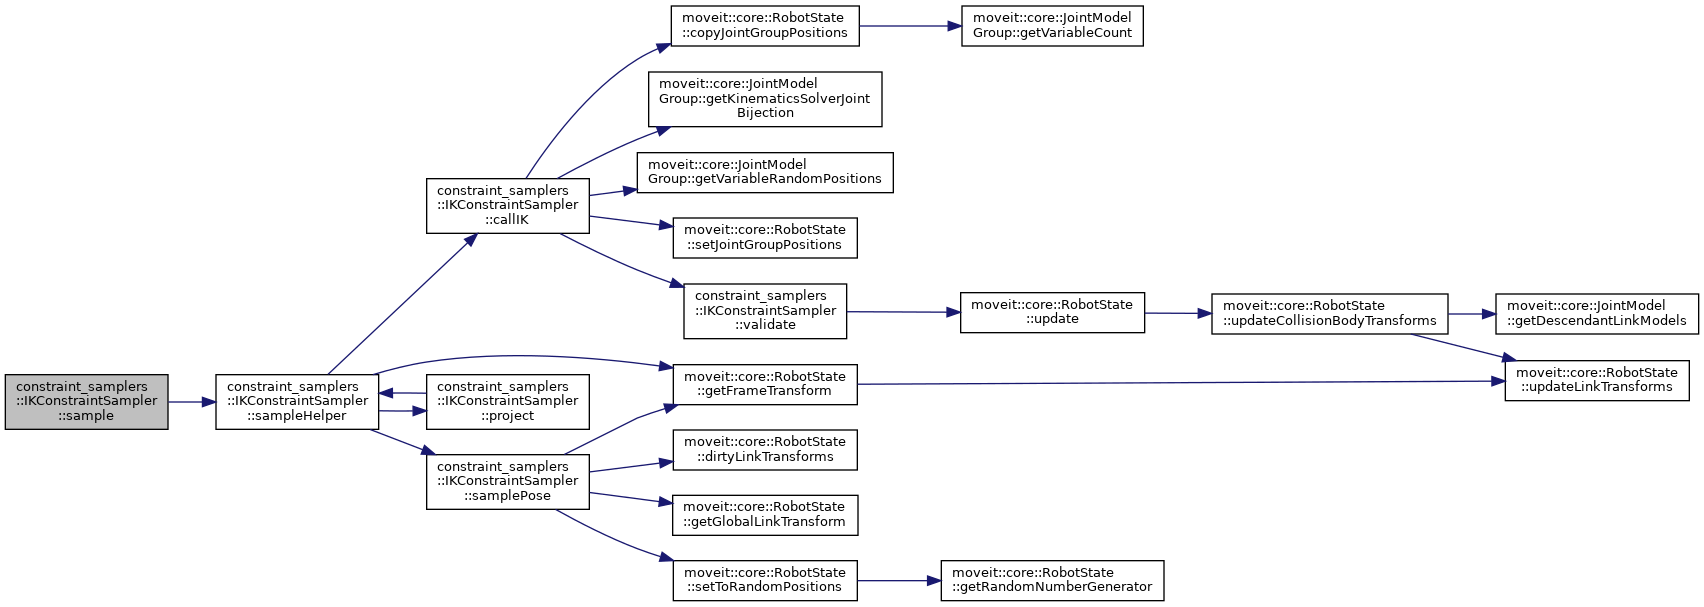 moveit::core::RobotState
::copyJointGroupPositions
moveit::core::JointModel
Group::getVariableCount
moveit::core::JointModel
Group::getKinematicsSolverJoint
Bijection
moveit::core::JointModel
Group::getVariableRandomPositions
constraint_samplers
::IKConstraintSampler
::callIK
moveit::core::RobotState
::setJointGroupPositions
constraint_samplers
::IKConstraintSampler
::validate
moveit::core::RobotState
::update
moveit::core::RobotState
::updateCollisionBodyTransforms
moveit::core::JointModel
::getDescendantLinkModels
constraint_samplers
::IKConstraintSampler
::sample
constraint_samplers
::IKConstraintSampler
::sampleHelper
constraint_samplers
::IKConstraintSampler
::project
moveit::core::RobotState
::getFrameTransform
moveit::core::RobotState
::updateLinkTransforms
moveit::core::RobotState
::dirtyLinkTransforms
constraint_samplers
::IKConstraintSampler
::samplePose
moveit::core::RobotState
::getGlobalLinkTransform
moveit::core::RobotState
::setToRandomPositions
moveit::core::RobotState
::getRandomNumberGenerator